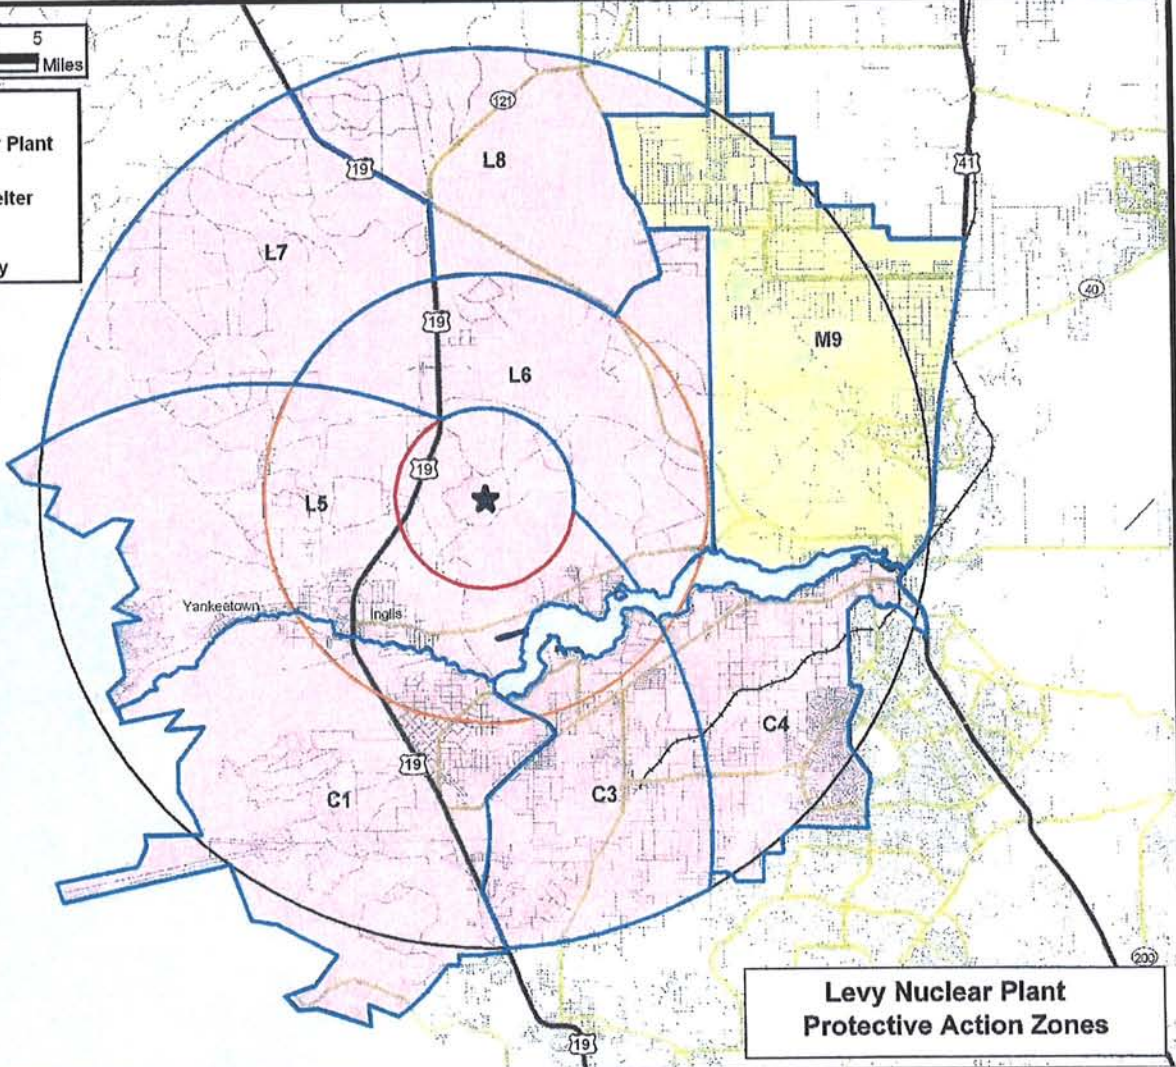 5
Miles
Plant
elter
y
121
19
L8
41
L7
40
19
M9
L6
19
L5
Yankeetown
Inglis
C4
19
C3
C1
200
Levy Nuclear Plant
Protective Action Zones
19